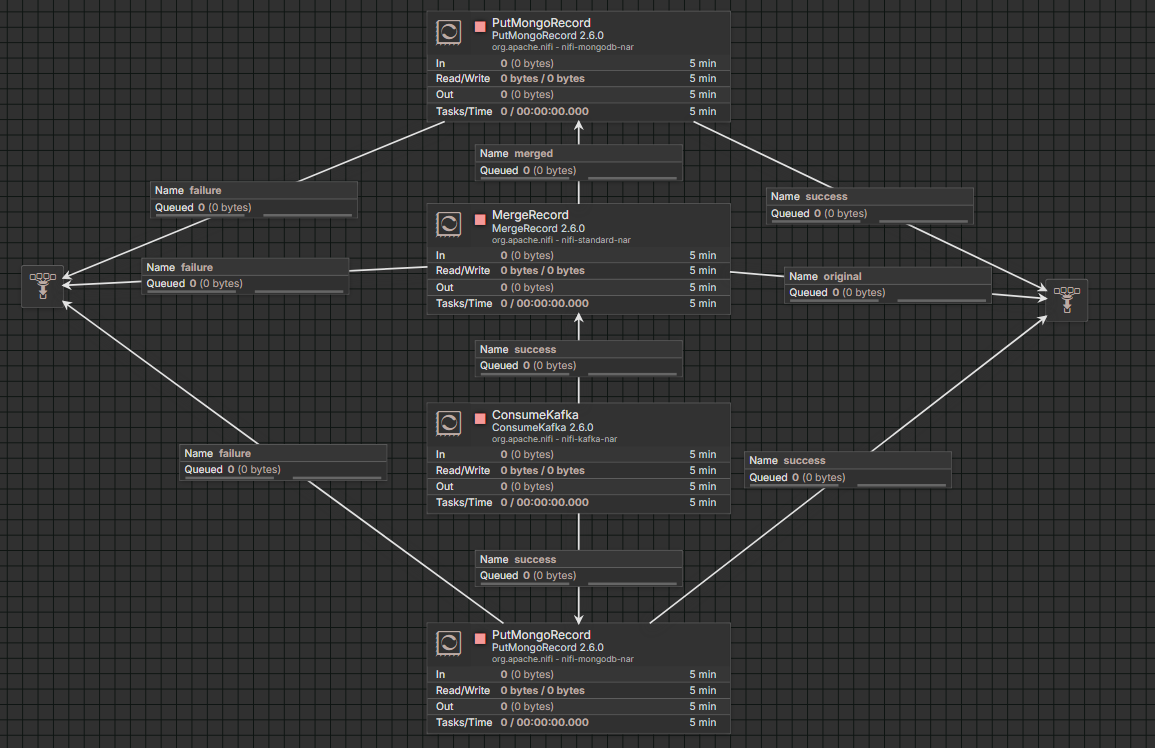 PutMongoRecord
PutMongoRecord 2.6.0
org.apache.nifi - nifi-mongodb-nar
In 0 (0 bytes) 5 min
Read/Write 0 bytes / 0 bytes 5 min
Out 0 (0 bytes) 5 min
Tasks/Time 0 / 00:00:00.000 5 min
Name merged
Queued 0 (0 bytes)
Name failure
Queued 0 (0 bytes)
Name success
Queued 0 (0 bytes)
MergeRecord
MergeRecord 2.6.0
org.apache.nifi - nifi-standard-nar
In 0 (0 bytes) 5 min
Read/Write 0 bytes / 0 bytes 5 min
Out 0 (0 bytes) 5 min
Tasks/Time 0 / 00:00:00.000 5 min
Name failure
Queued 0 (0 bytes)
Name original
Queued 0 (0 bytes)
Name success
Queued 0 (0 bytes)
ConsumeKafka
ConsumeKafka 2.6.0
org.apache.nifi - nifi-kafka-nar
In 0 (0 bytes) 5 min
Read/Write 0 bytes / 0 bytes 5 min
Out 0 (0 bytes) 5 min
Tasks/Time 0 / 00:00:00.000 5 min
Name failure
Queued 0 (0 bytes)
Name success
Queued 0 (0 bytes)
Name success
Queued 0 (0 bytes)
PutMongoRecord
PutMongoRecord 2.6.0
org.apache.nifi - nifi-mongodb-nar
In 0 (0 bytes) 5 min
Read/Write 0 bytes / 0 bytes 5 min
Out 0 (0 bytes) 5 min
Tasks/Time 0 / 00:00:00.000 5 min